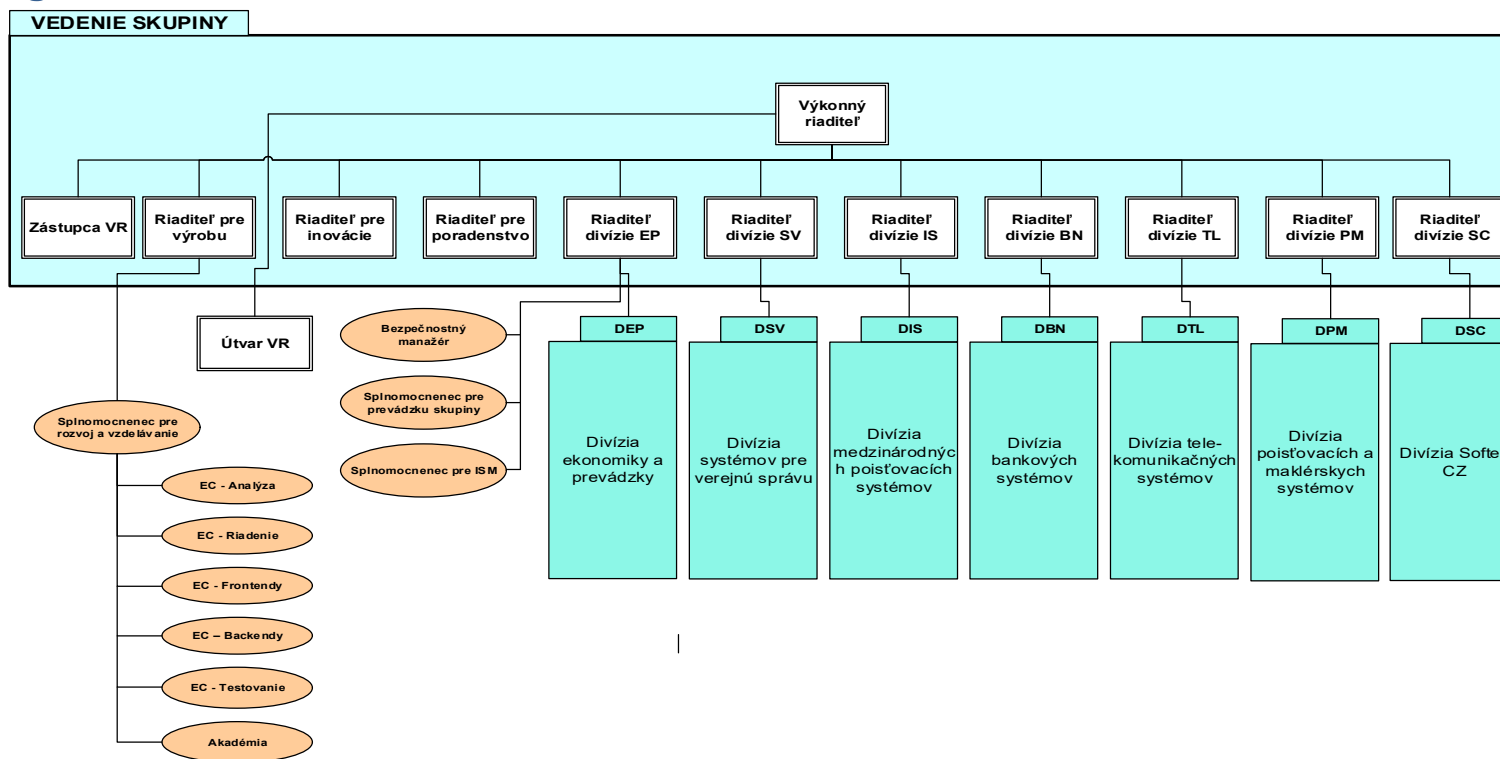 VEDENIE SKUPINY
Výkonný
riaditeľ
Zástupca VR
Riaditeľ pre
výrobu
Riaditeľ pre
inovácie
Riaditeľ pre
poradenstvo
Riaditeľ
divízie EP
Riaditeľ
divízie SV
Riaditeľ
divízie IS
Riaditeľ
divízie BN
Riaditeľ
divízie TL
Riaditeľ
divízie PM
Riaditeľ
divízie SC
Útvar VR
Bezpečnostný
manažér
Splnomocnenec pre
prevádzku skupiny
Splnomocnenec pre ISM
Splnomocnenec pre
rozvoj a vzdelávanie
EC - Analýza
EC - Riadenie
EC - Frontendy
EC – Backendy
EC - Testovanie
Akadémia
DEP
Divízia
ekonomiky a
prevádzky
DSV
Divízia
systémov pre
verejnú správu
DIS
Divízia
medzinárodnýc
h poisťovacích
systémov
DBN
Divízia
bankových
systémov
DTL
Divízia tele-
komunikačných
systémov
DPM
Divízia
poisťovacích a
maklérskych
systémov
DSC
Divízia Softe
CZ